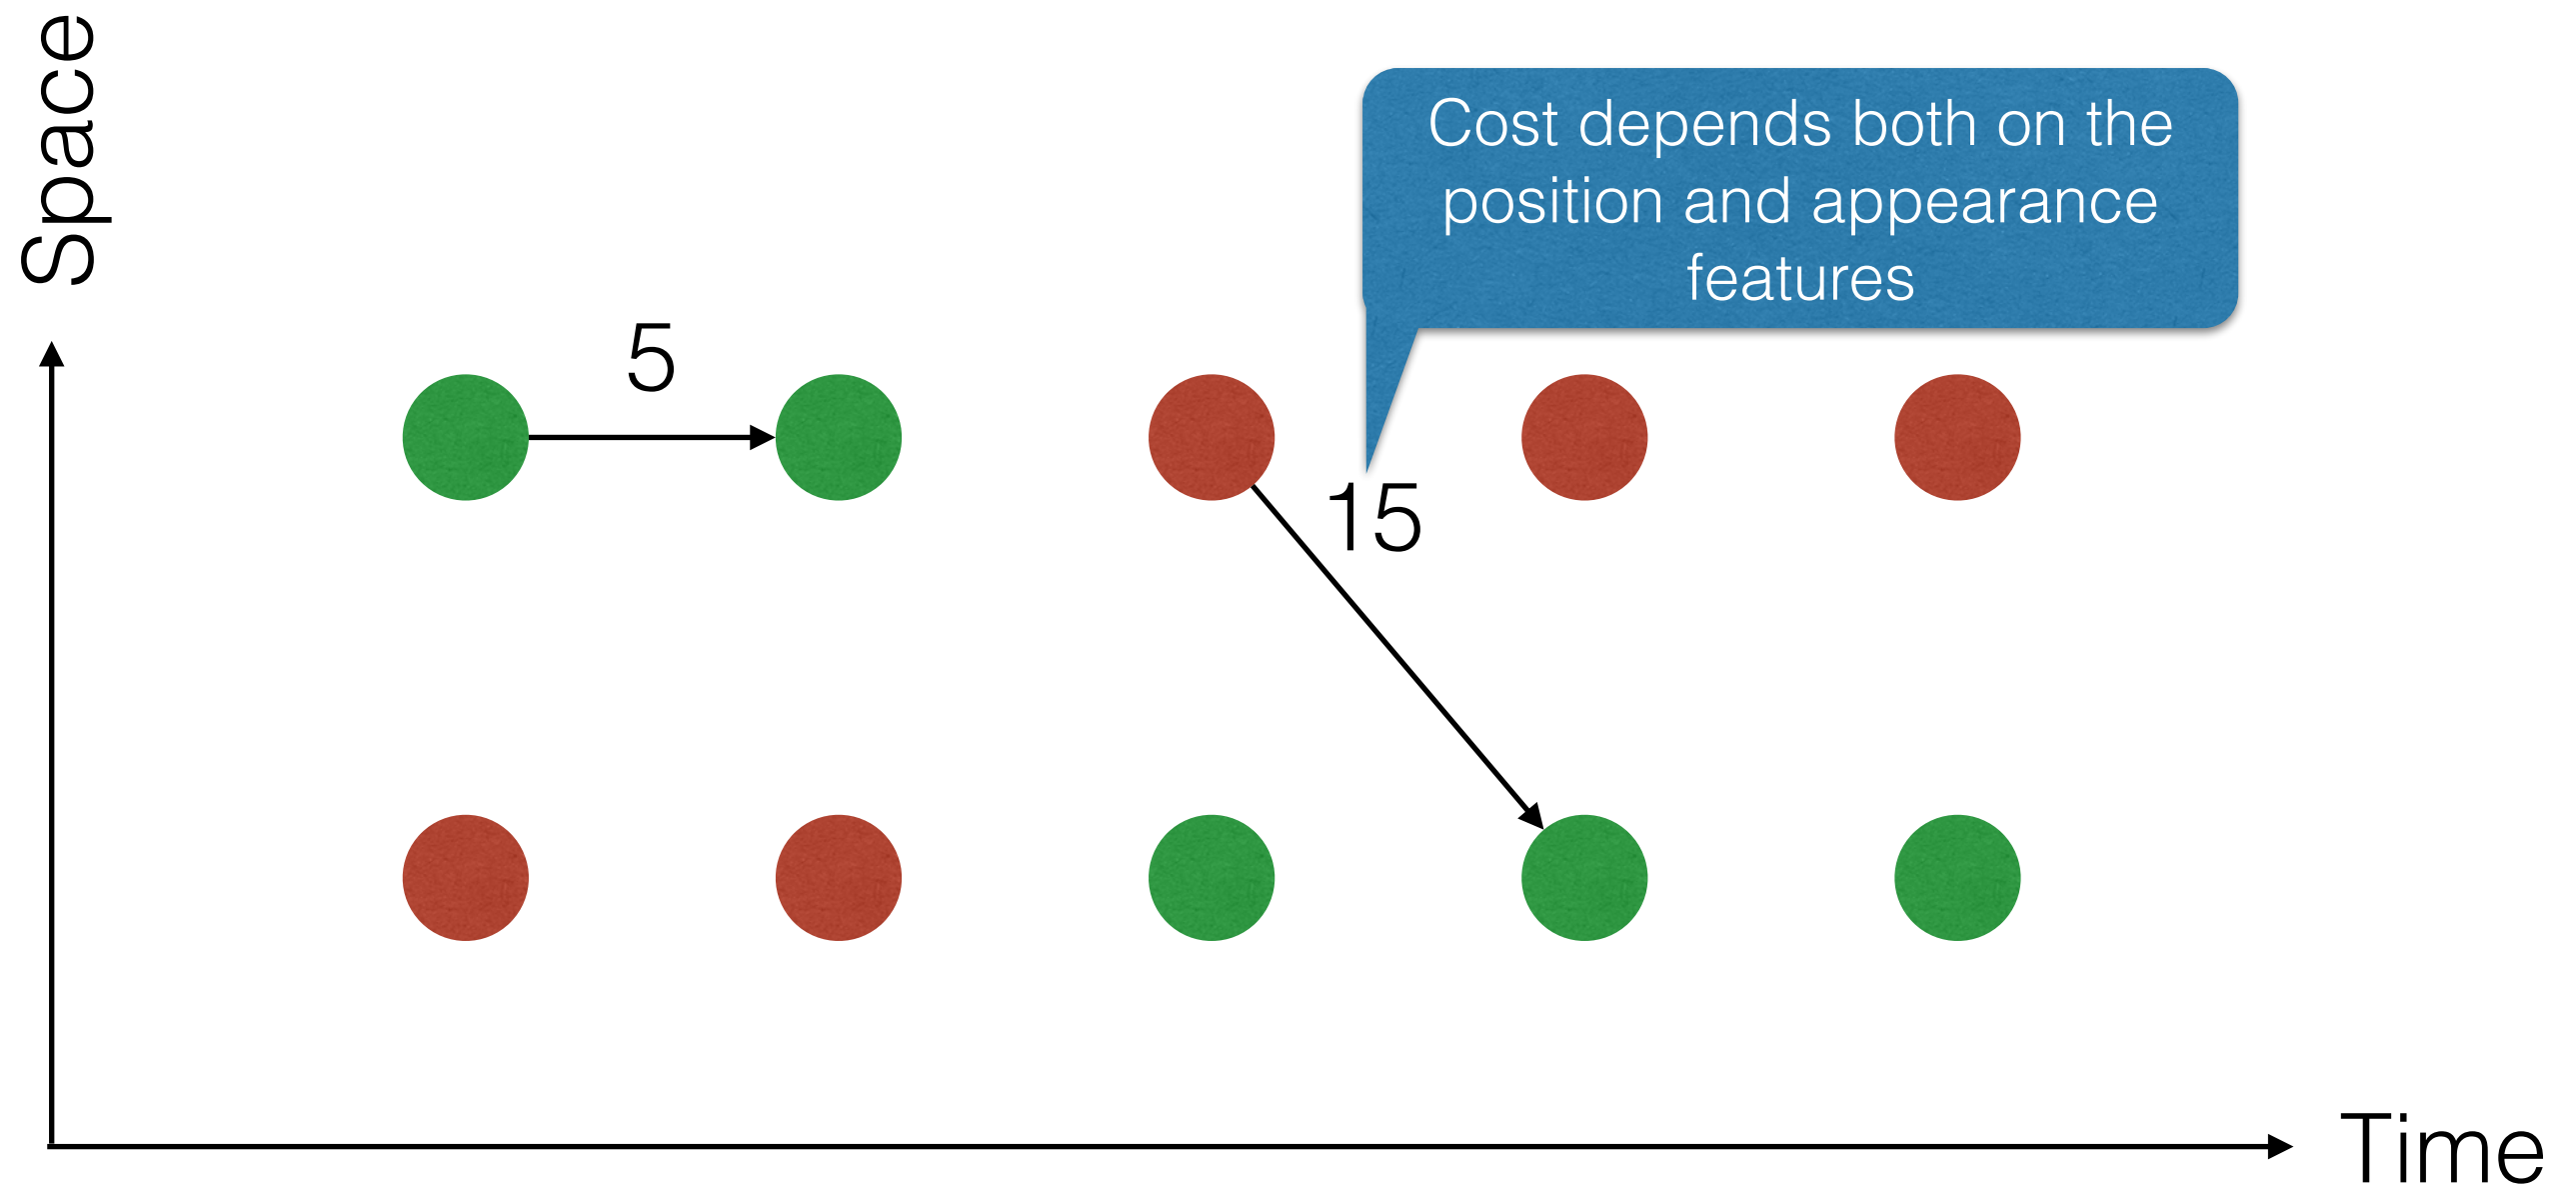 Space
Cost depends both on the
position and appearance
features
5
15
Time